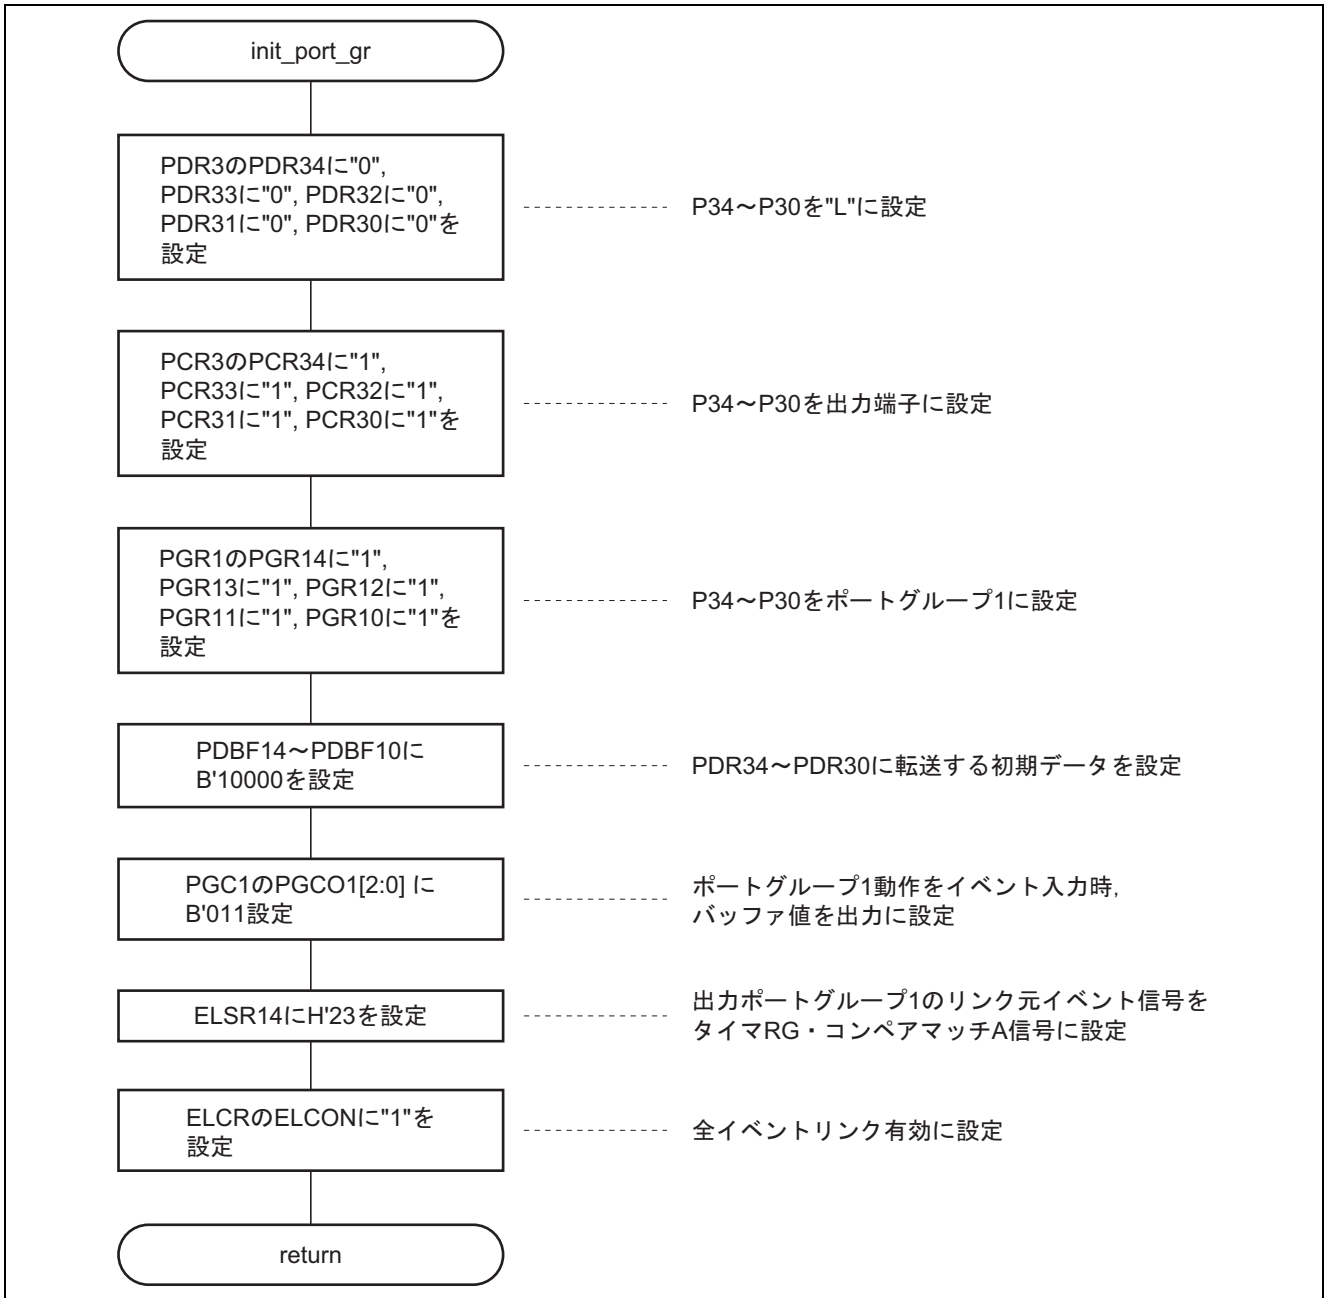 init_port_gr
PDR3のPDR34に"0",
PDR33に"0", PDR32に"0",
PDR31に"0", PDR30に"0"を
設定
P34～P30を"L"に設定
PCR3のPCR34に"1",
PCR33に"1", PCR32に"1",
PCR31に"1", PCR30に"1"を
設定
P34～P30を出力端子に設定
PGR1のPGR14に"1",
PGR13に"1", PGR12に"1",
PGR11に"1", PGR10に"1"を
設定
P34～P30をポートグループ1に設定
PDBF14～PDBF10に
B'10000を設定
PDR34～PDR30に転送する初期データを設定
PGC1のPGCO1[2:0] に
B'011設定
ポートグループ1動作をイベント入力時,
バッファ値を出力に設定
ELSR14にH'23を設定
出力ポートグループ1のリンク元イベント信号を
タイマRG・コンペアマッチA信号に設定
ELCRのELCONに"1"を
設定
全イベントリンク有効に設定
return